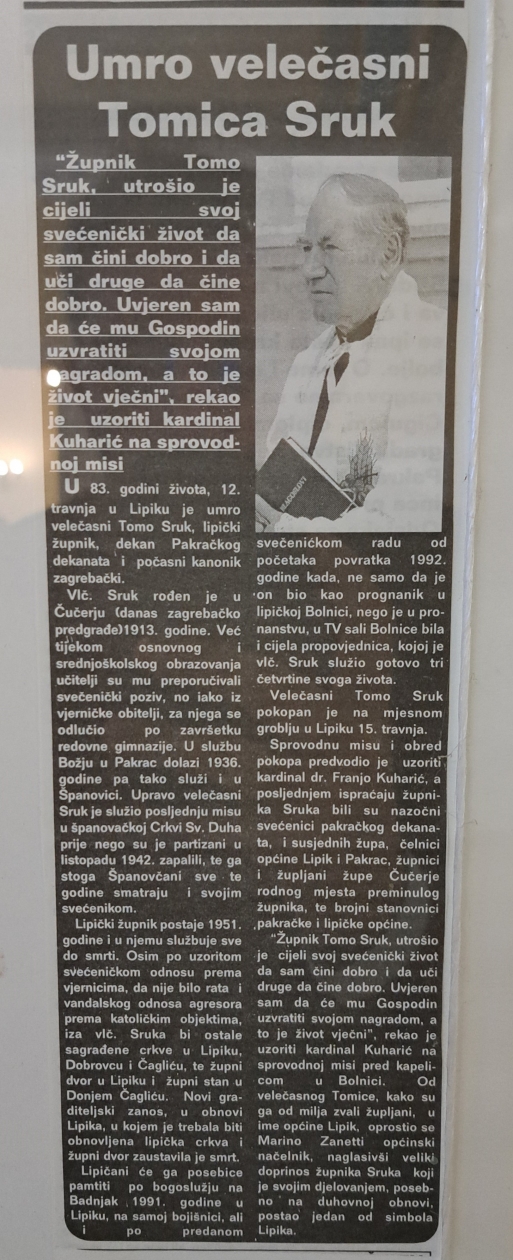 Umro velečasni
Tomica Sruk
“Župnik Tomo
Sruk, utrošio je
cijeli svoj
svećenički život da
sam čini dobro i da
uči druge da čine
dobro. Uvjeren sam
da će mu Gospodin
uzvratiti svojom
nagradom, a to je
život vječni”, rekao
je uzoriti kardinal
Kuharić na sprovod-
noj misi
U 83. godini života, 12.
travnja u Lipiku je umro
velečasni Tomo Sruk, lipički
župnik, dekan Pakračkog
dekanata i počasni kanonik
zagrebački.
Vlč. Sruk rođen je u
Čučerju (danas zagrebačko
predgrađe)1913. godine. Već
tijekom osnovnog i
srednjoškolskog obrazovanja
učitelji su mu preporučivali
svečenički poziv, no iako iz
vjerničke obitelji, za njega se
odlučio po završetku
redovne gimnazije. U službu
Božju u Pakrac dolazi 1936.
godine pa tako služi i u
Španovici. Upravo velečasni
Sruk je služio posljednju misu
u španovačkoj Crkvi Sv. Duha
prije nego su je partizani u
listopadu 1942. zapalili, te ga
stoga Španovčani sve te
godine smatraju i svojim
svećenikom.
Lipički župnik postaje 1951.
godine i u njemu službuje sve
do smrti. Osim po uzoritom
svećeničkom odnosu prema
vjernicima, da nije bilo rata i
vandalskog odnosa agresora
prema katoličkim objektima,
iza vlč. Sruka bi ostale
sagrađene crkve u Lipiku,
Dobrovcu i Čagliću, te župni
dvor u Lipiku i župni stan u
Donjem Čagliću. Novi gra-
diteljski zanos, u obnovi
Lipika, u kojem je trebala biti
obnovljena lipička crkva i
župni dvor zaustavila je smrt.
Lipičani će ga posebice
pamtiti po bogoslužju na
Badnjak 1991. godine u
Lipiku, na samoj bojišnici, ali
i po predanom
BLAGOSLOVI
svečenićkom radu od
početaka povratka 1992.
godine kada, ne samo da je
on bio kao prognanik u
lipičkoj Bolnici, nego je u pro-
nanstvu, u TV sali Bolnice bila
i cijela propovjednica, kojoj je
vlč. Sruk služio gotovo tri
četvrtine svoga života.
Velečasni Tomo Sruk
pokopan je na mjesnom
groblju u Lipiku 15. travnja.
Sprovodnu misu i obred
pokopa predvodio je uzoriti
kardinal dr. Franjo Kuharić, a
posljednjem ispraćaju župni-
ka Sruka bili su nazočni
svećenici pakračkog dekana-
ta, i susjednih župa, čelnici
općine Lipik i Pakrac, župnici
i župljani župe Čučerje
rodnog mjesta preminulog
župnika, te brojni stanovnici
pakračke i lipičke općine.
“Župnik Tomo Sruk, utrošio
je cijeli svoj svećenički život
da sam čini dobro i da uči
druge da čine dobro. Uvjeren
sam da će mu Gospodin
uzvratiti svojom nagradom, a
to je život vječni”, rekao je
uzoriti kardinal Kuharić na
sprovodnoj misi pred kapeli-
com u Bolnici. Od
velečasnog Tomice, kako su
ga od milja zvali župljani, u
ime općine Lipik, oprostio se
Marino Zanetti općinski
načelnik, naglasivši veliki
doprinos župnika Sruka koji
je svojim djelovanjem, poseb-
no na duhovnoj obnovi,
postao jedan od simbola
Lipika.